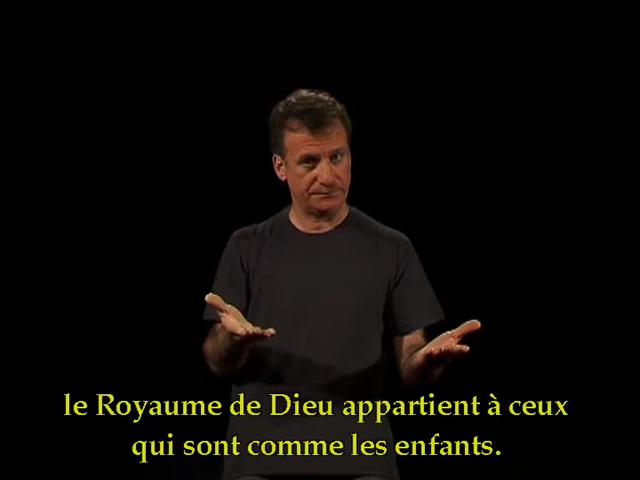 le Royaume de Dieu appartient à ceux
qui sont comme les enfants.